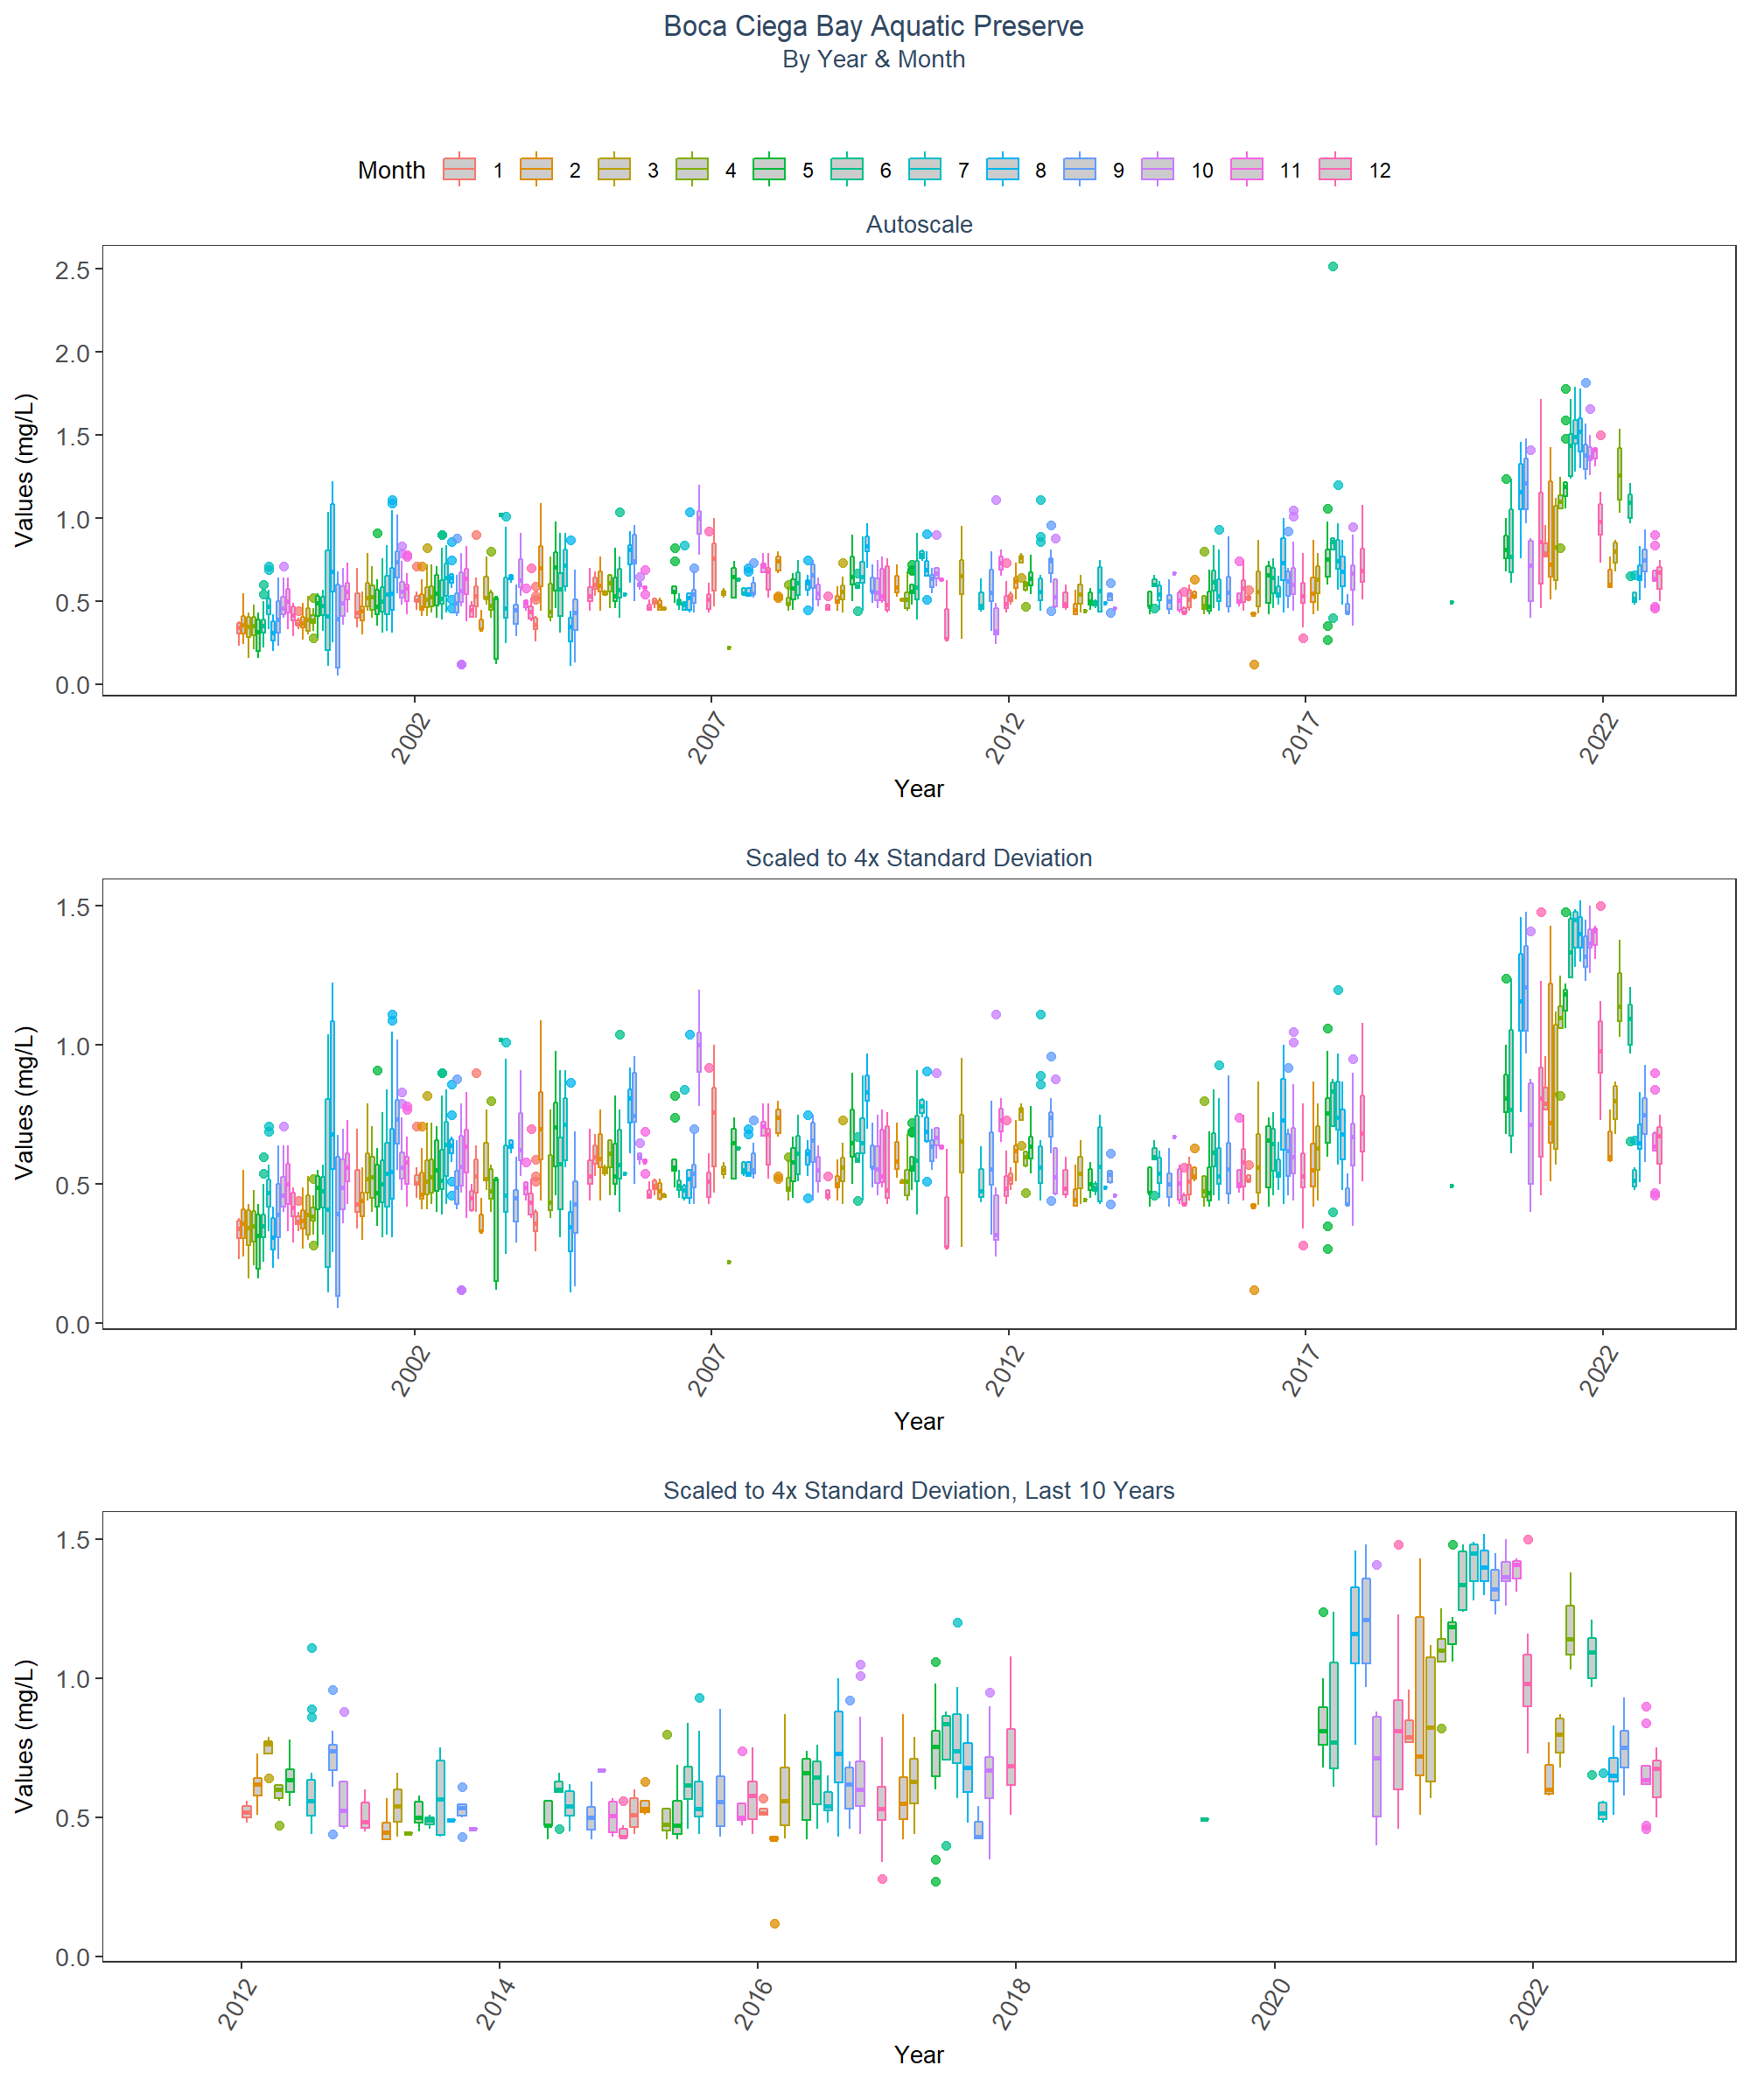 Boca Ciega Bay Aquatic Preserve
By Year & Month
Month 1 2 3 4 5 6 7 8 9 10 11 12
Autoscale
Values (mg/L)
2.5
2.0
1.5
1.0
0.5
0.0
2002 2007 2012 2017 2022
Year
Scaled to 4x Standard Deviation
Values (mg/L)
1.5
1.0
0.5
0.0
2002 2007 2012 2017 2022
Year
Scaled to 4x Standard Deviation, Last 10 Years
Values (mg/L)
1.5
1.0
0.5
0.0
2012 2014 2016 2018 2020 2022
Year